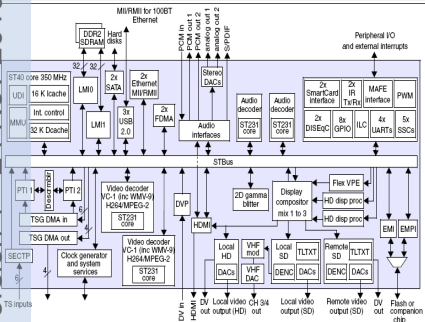 MII/RMII for 100BT
Ethernet
DDR2
SDRAM
Hard
disks
PCM in
PCM out 1
PCM out 2
analog out 1
analog out 2
S/PDIF
Peripheral I/O
and external interrupts
32
32
ST40 core 350 MHz
UDI
16 K Icache
Int. control
MMU
32 K Dcache
LMI0
LMI1
2x
SATA
2x
Ethernet
MII/RMII
3x
USB
2.0
2x
FDMA
Stereo
DACs
Audio
interfaces
Audio
decoder
ST231
core
Audio
decoder
ST231
core
2x
SmartCard
interface
2x
IR
Tx/Rx
MAFE
interface
PWM
2x
DiSEqC
8x
GPIO
ILC
4x
UARTs
5x
SSCs
STBus
PTI 1
PTI 2
6
TSG DMA in
TSG DMA out
SECTP
4
4
6
TS inputs
Video decoder
VC-1 (inc WMV-9)
H264/MPEG-2
ST231
core
Clock generator
and system
services
Video decoder
VC-1 (inc WMV-9)
H264/MPEG-2
ST231
core
DVP
HDMI
2D gamma
blitter
Display
compositor
mix 1 to 3
Flex VPE
HD disp proc
HD disp proc
EMI
EMPI
Local
HD
DACs
VHF
mod
VHF
DAC
Local
SD
TLTXT
DENC
DACs
Remote
SD
TLTXT
DENC
DACs
DV in
HDMI
DV
out
Local video
output (HD)
CH 3/4
out
Local video
output (SD)
Remote video
output (SD)
DV
out
Flash or
companion
chip